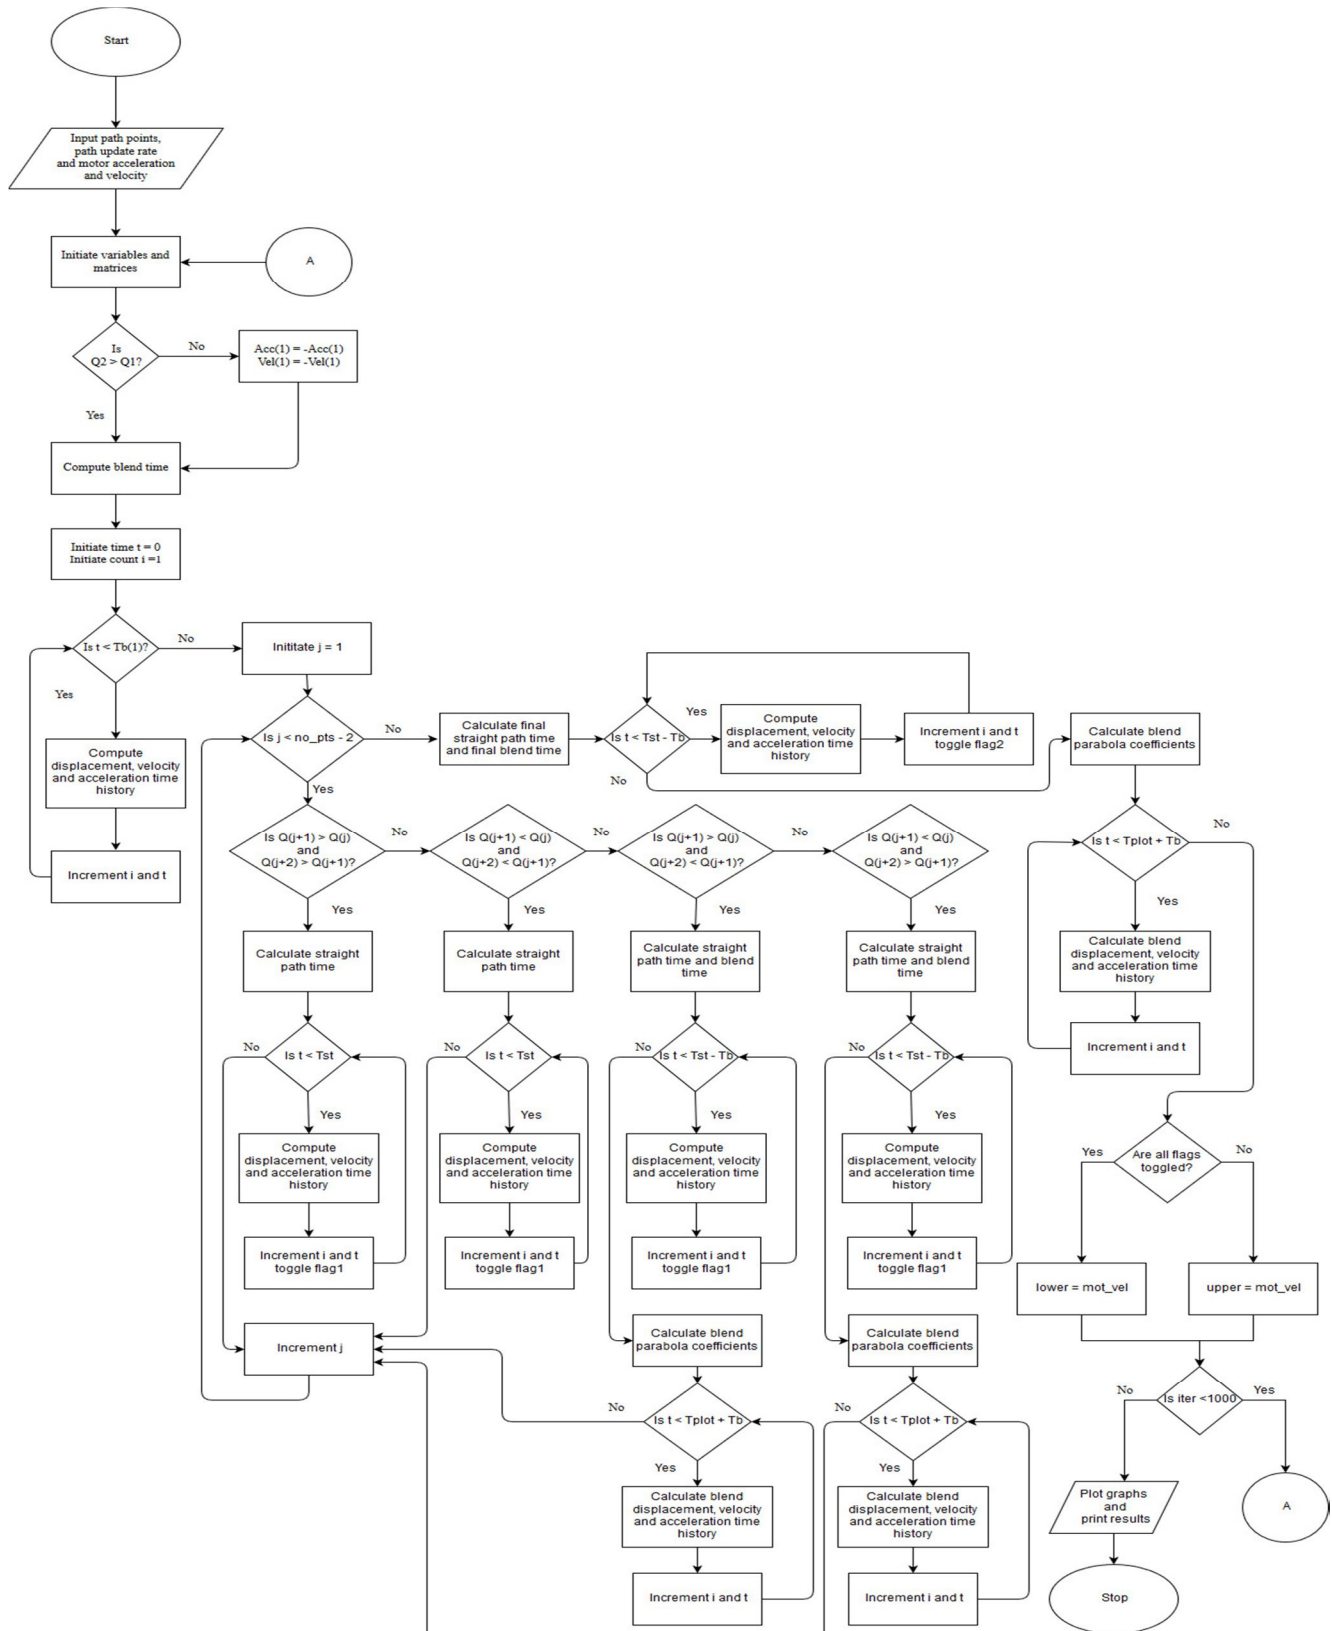 Start
Input path points,
path update rate
and motor acceleration
and velocity
Initiate variables and
matrices
A
Is
Q2 > Q1?
No
Acc(1) = -Acc(1)
Vel(1) = -Vel(1)
Yes
Compute blend time
Initiate time t = 0
Initiate count i =1
Is t < Tb(1)?
No
Inititate j = 1
Yes
Compute
displacement, velocity
and acceleration time
history
Increment i and t
Is j < no_pts - 2
No
Calculate final
straight path time
and final blend time
Is t < Tst - Tb
Yes
Compute
displacement, velocity
and acceleration time
history
Increment i and t
toggle flag2
No
Calculate blend
parabola coefficients
Yes
Is Q(j+1) > Q(j)
and
Q(j+2) > Q(j+1)?
No
Is Q(j+1) < Q(j)
and
Q(j+2) < Q(j+1)?
No
Is Q(j+1) > Q(j)
and
Q(j+2) < Q(j+1)?
No
Is Q(j+1) < Q(j)
and
Q(j+2) > Q(j+1)?
Is t < Tplot + Tb
No
Yes
Yes
Yes
Yes
Yes
Calculate straight
path time
Calculate straight
path time
Calculate straight
path time and blend
time
Calculate straight
path time and blend
time
Calculate blend
displacement, velocity
and acceleration time
history
Increment i and t
No
Is t < Tst
No
Is t < Tst
No
Is t < Tst - Tb
No
Is t < Tst - Tb
Yes
Yes
Yes
Yes
Compute
displacement, velocity
and acceleration time
history
Compute
displacement, velocity
and acceleration time
history
Compute
displacement, velocity
and acceleration time
history
Compute
displacement, velocity
and acceleration time
history
Yes
Are all flags
toggled?
No
Increment i and t
toggle flag1
Increment i and t
toggle flag1
Increment i and t
toggle flag1
Increment i and t
toggle flag1
lower = mot_vel
upper = mot_vel
Increment j
Calculate blend
parabola coefficients
Calculate blend
parabola coefficients
No
Is iter <1000
Yes
No
Is t < Tplot + Tb
No
Is t < Tplot + Tb
Yes
Yes
Calculate blend
displacement, velocity
and acceleration time
history
Calculate blend
displacement, velocity
and acceleration time
history
Plot graphs
and
print results
A
Increment i and t
Increment i and t
Stop